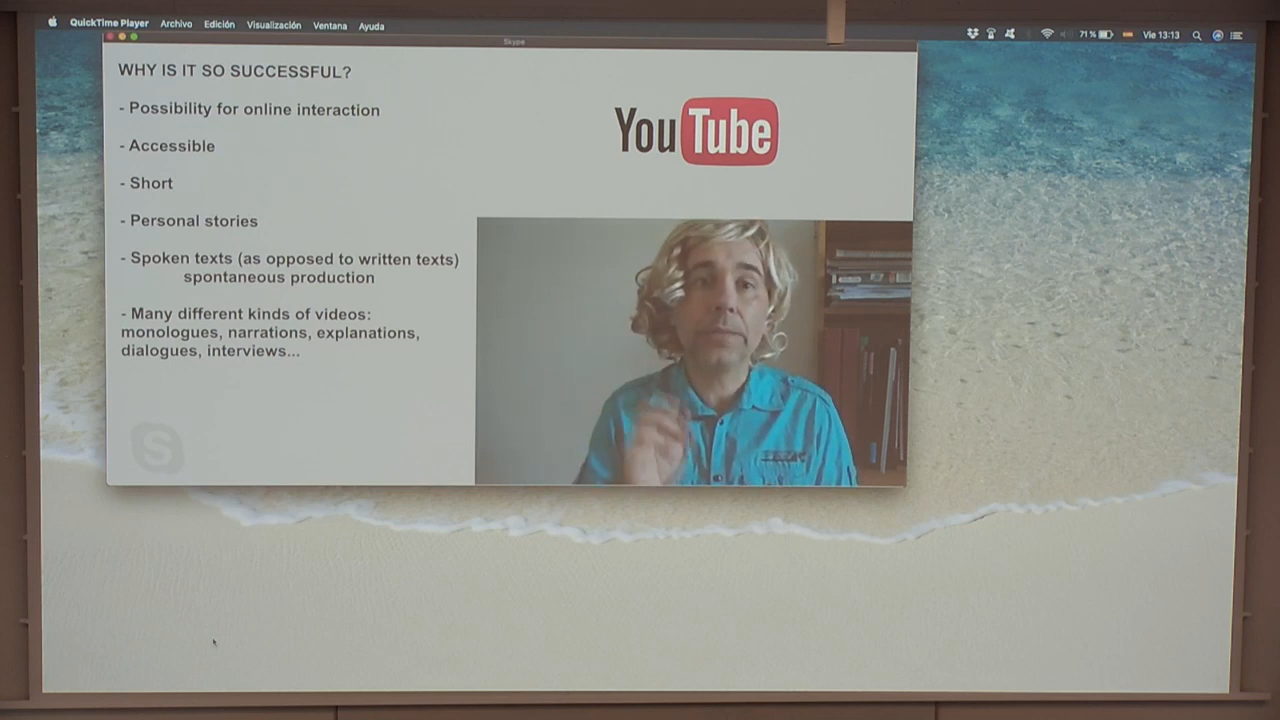 QuickTime Player Archivo Edición Visualización Ventana Ayuda
71% Vie 13:13
Skype
WHY IS IT SO SUCCESSFUL?
- Possibility for online interaction
- Accessible
- Short
- Personal stories
- Spoken texts (as opposed to written texts)
spontaneous production
- Many different kinds of videos:
monologues, narrations, explanations,
dialogues, interviews...
YouTube
S